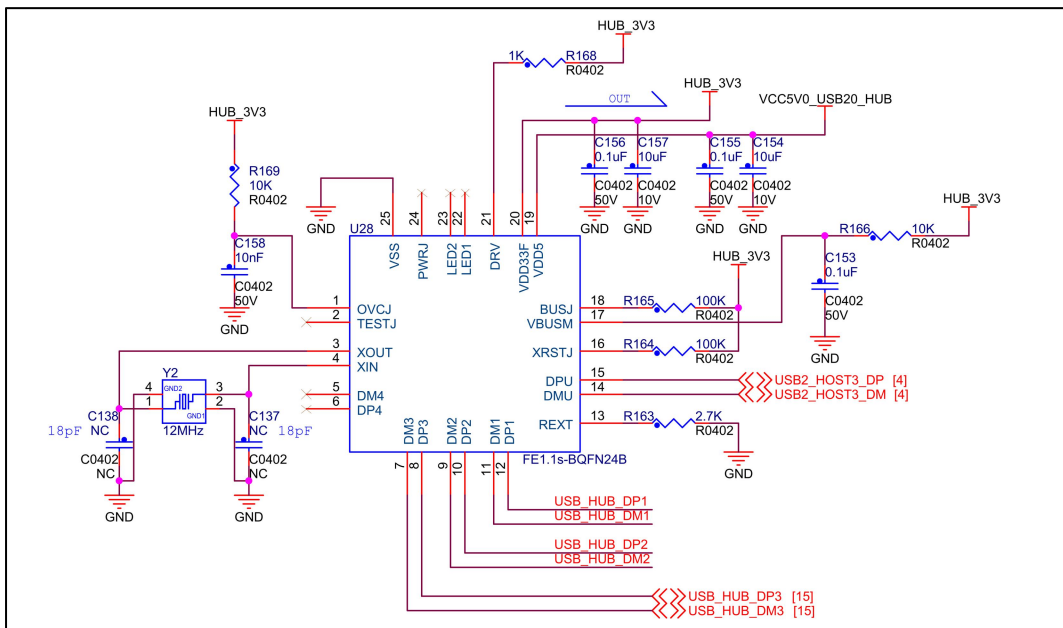 HUB_3V3
1K
R168
R0402
HUB_3V3
OUT
HUB_3V3
VCC5V0_USB20_HUB
R169
10K
R0402
C156
0.1uF
C0402
50V
GND
C157
10uF
C0402
10V
GND
C155
0.1uF
C0402
50V
GND
C154
10uF
C0402
10V
GND
GND
25
24
23
22
21
20
19
U28
VSS
PWRJ
LED2
LED1
DRV
VDD33F
VDD5
HUB_3V3
R166
10K
R0402
C153
0.1uF
C0402
50V
GND
C158
10nF
C0402
50V
GND
HUB_3V3
1 OVCJ
2 TESTJ
3 XOUT
4 XIN
5 DM4
6 DP4
BUSJ 18
VBUSM 17
XRSTJ 16
DPU 15
DMU 14
REXT 13
R165
100K
R0402
R164
100K
R0402
USB2_HOST3_DP [4]
USB2_HOST3_DM [4]
R163
2.7K
R0402
GND
Y2
4
GND2
3
1
GND1
2
12MHz
C138
18pF
NC
C0402
NC
GND
C137
18pF
NC
C0402
NC
GND
DM3
DP3
DM2
DP2
DM1
DP1
7
8
9
10
11
12
FE1.1s-BQFN24B
USB_HUB_DP1
USB_HUB_DM1
USB_HUB_DP2
USB_HUB_DM2
USB_HUB_DP3 [15]
USB_HUB_DM3 [15]